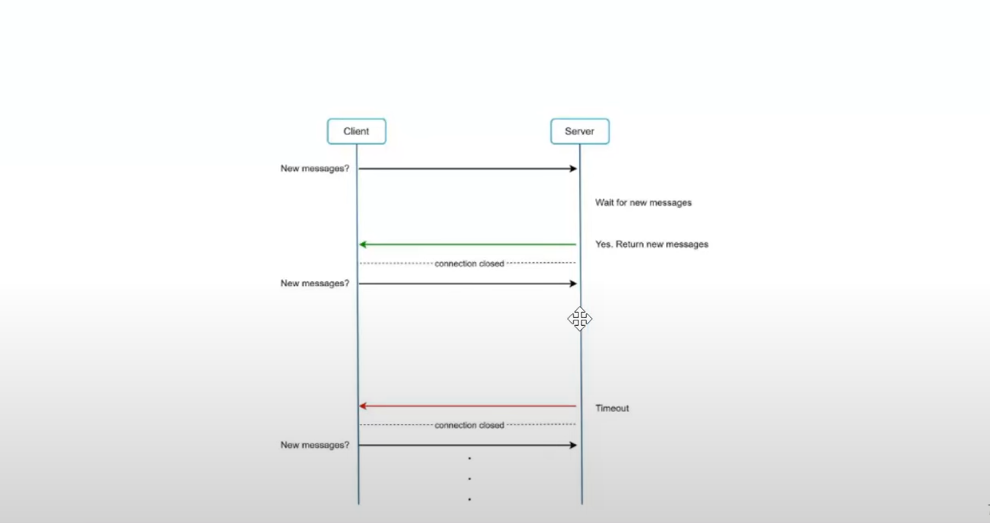 Client
Server
New messages?
Wait for new messages
Yes. Return new messages
connection closed
New messages?
Timeout
connection closed
New messages?